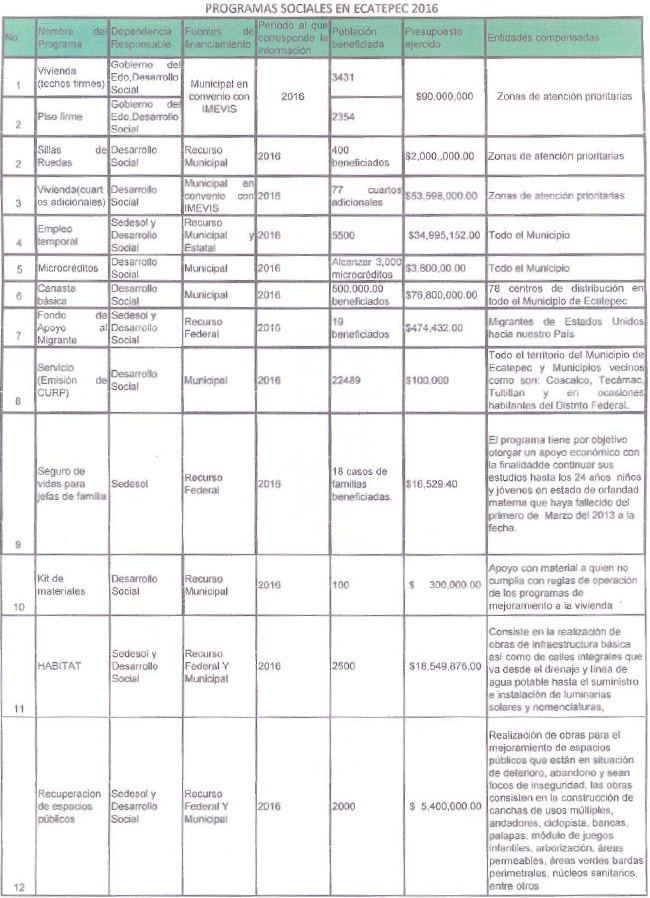 PROGRAMAS SOCIALES EN ECATEPEC 2016
No.
Nombre del
Programa
Dependencia
Responsable
Fuentes de
financiamiento
Periodo al que
corresponde la
información
Población
beneficiada
Presupuesto
ejercido
Entidades compensadas
1
Vivienda
(techos firmes)
Gobierno del
Edo,Desarrollo
Social
Municipal en
convenio con
IMEVIS
2016
3431
$90,000,000
Zonas de atención prioritarias
2
Piso firme
Gobierno del
Edo,Desarrollo
Social
2354
2
Sillas de
Ruedas
Desarrollo
Social
Recurso
Municipal
2016
400
beneficiados
$2,000,,000.00
Zonas de atención prioritarias
3
Vivienda(cuart
os adicionales)
Desarrollo
Social
Municipal en
convento con
IMEVIS
2016
77 cuartos
adicionales
$53,598,000.00
Zonas de atención prioritarias
4
Empleo
temporal
Sedesol y
Desarrollo
Social
Recurso
Municipal y
Estatal
2016
5500
$34,995,152.00
Todo el Municipio
5
Microcréditos
Desarrollo
Social
Municipal
2016
Alcanzar 3,000
microcréditos
$3,600,00.00
Todo el Municipio
6
Canasta
básica
Desarrollo
Social
Municipal
2016
500,000.00
beneficiados
$76,800,000.00
78 centros de distribución en
todo el Municipio de Ecatepec
7
Fondo de
Apoyo al
Migrante
Sedesol y
Desarrollo
Social
Recurso
Federal
2016
19
beneficiados
$474,432.00
Migrantes de Estados Unidos
hacia nuestro País
8
Servicio
(Emisión de
CURP)
Desarrollo
Social
Municipal
2016
22489
$100,000
Todo el territorio del Municipio de
Ecatepec y Municipios vecinos
como son: Coacalco, Tecámac,
Tultitlan y en ocasiones
habitantes del Distrito Federal.
9
Seguro de
vides para
jefas de familia
Sedesol
Recurso
Federal
2016
18 casos de
familias
beneficiadas.
$16,529.40
El programa tiene por objetivo
otorgar un apoyo económico con
la finalidadde continuar sus
estudios hasta los 24 años niños
y jóvenes en estado de orfandad
materna que haya fallecido del
primero de Marzo del 2013 a la
fecha.
10
Kit de
materiales
Desarrollo
Social
Recurso
Municipal
2016
100
$ 300,000.00
Apoyo con material a quien no
cumplia con reglas de operación
de los programas de
mejoramiento a la vivienda
11
HABITAT
Sedesol y
Desarrollo
Social
Recurso
Federal Y
Municipal
2016
2500
$18,549,876.00
Consiste en la realización de
obras de infraestructura básica
así como de calles integrales que
va desde el drenaje y línea de
agua potable hasta el suministro
e instalación de luminarias
solares y nomenclaturas,
12
Recuperacion
de espacios
públicos
Sedesol y
Desarrollo
Social
Recurso
Federal Y
Municipal
2016
2000
$ 5,400,000.00
Realización de obras para el
mejoramiento de espacios
públicos que están en situación
de deterioro, abandono y sean
focos de inseguridad, las obras
consisten en la construcción de
canchas de usos múltiples,
andadores, ciclopista, bancas,
palapas, módulo de juegos
infantiles, arborización, áreas
permeables, áreas verdes bardas
perimetrales, núcleos sanitarios,
entre otros